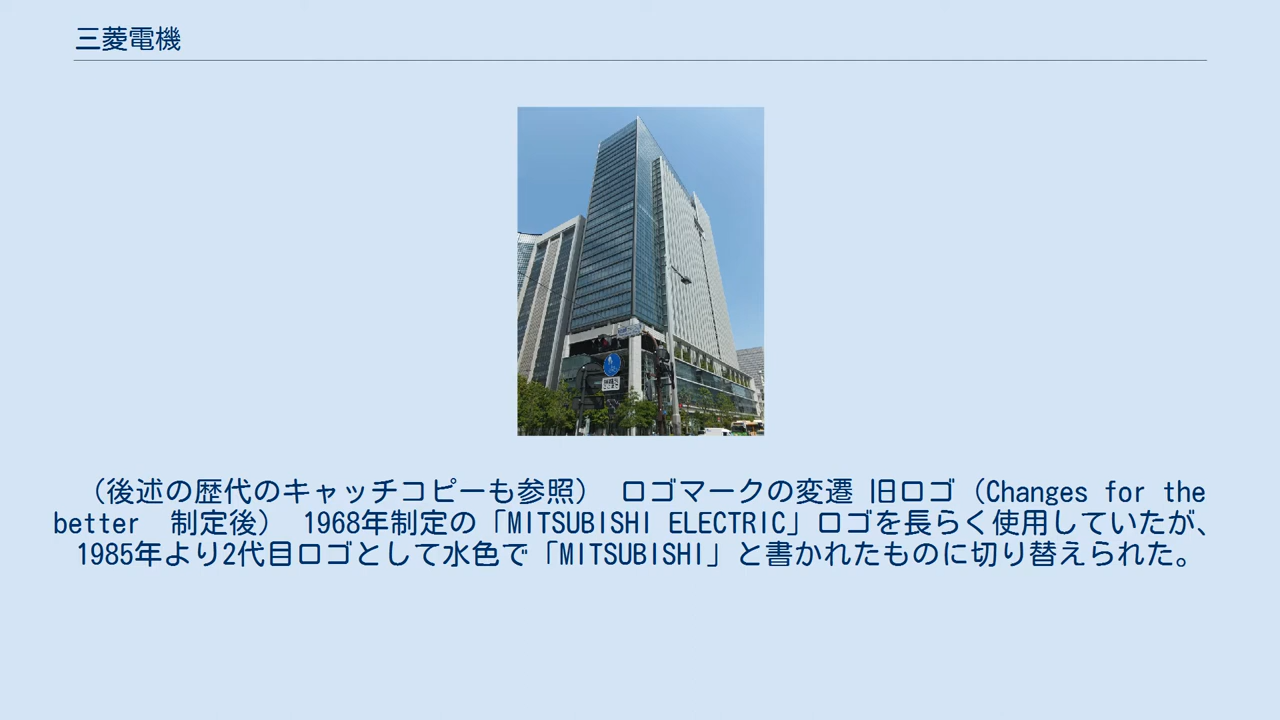 三菱電機
（後述の歴代のキャッチコピーも参照） ロゴマークの変遷 旧ロゴ（Changes for the
better　制定後） 1968年制定の「MITSUBISHI ELECTRIC」ロゴを長らく使用していたが、
1985年より2代目ロゴとして水色で「MITSUBISHI」と書かれたものに切り替えられた。